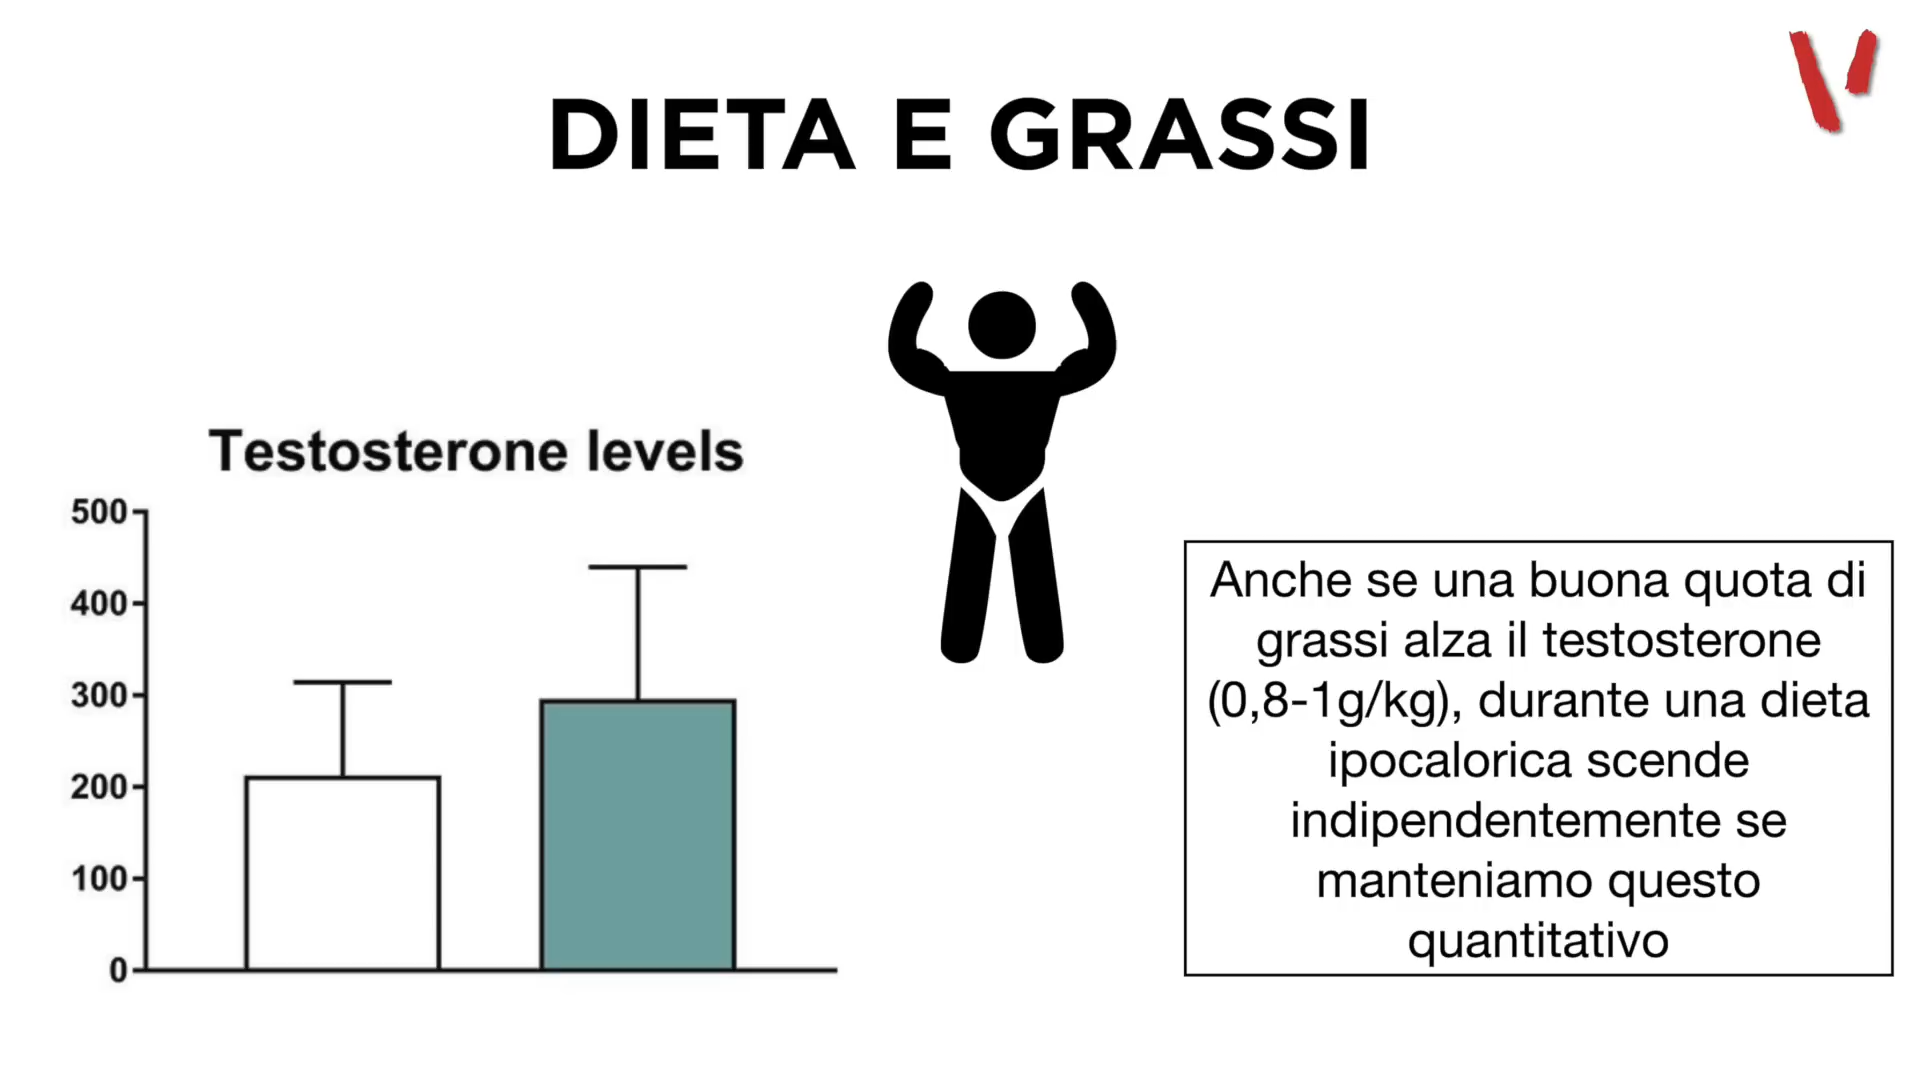 DIETA E GRASSI
Testosterone levels
500
400
300
200
100
0
Anche se una buona quota di
grassi alza il testosterone
(0,8-1g/kg), durante una dieta
ipocalorica scende
indipendentemente se
manteniamo questo
quantitativo